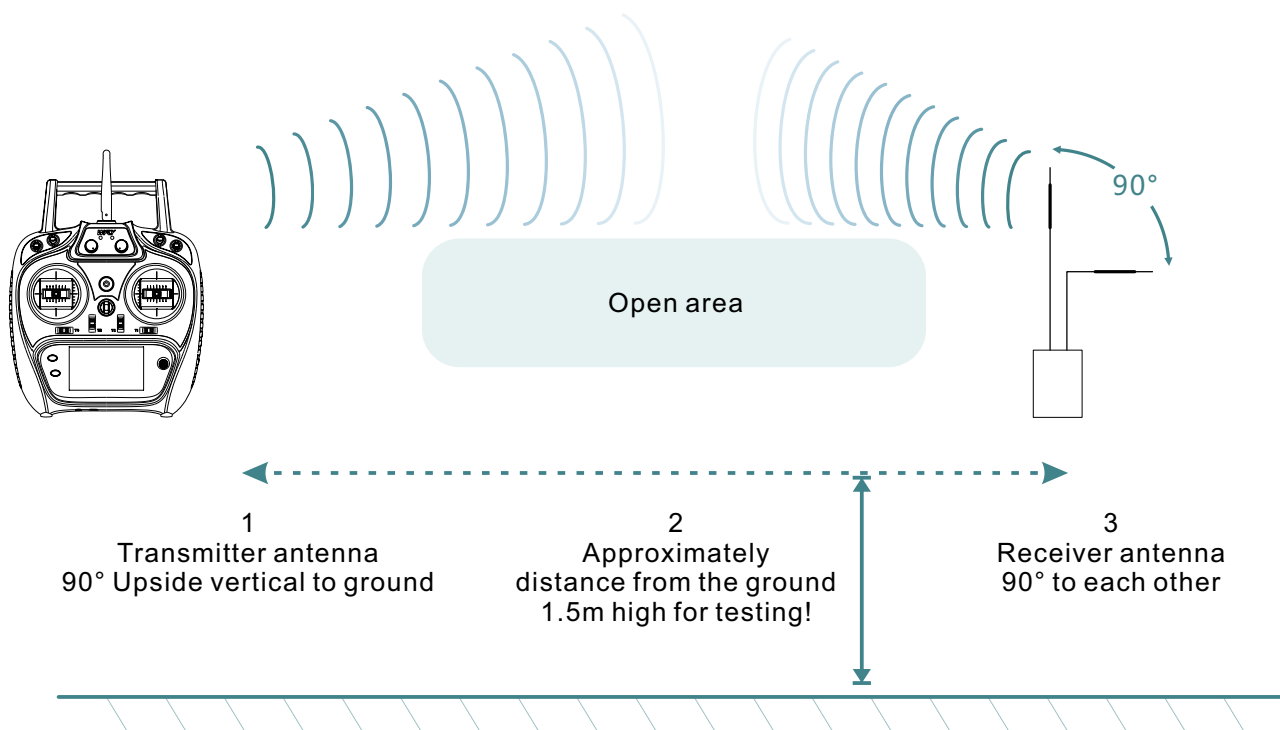 90°
Open area
1
Transmitter antenna
90° Upside vertical to ground
2
Approximately
distance from the ground
1.5m high for testing!
3
Receiver antenna
90° to each other